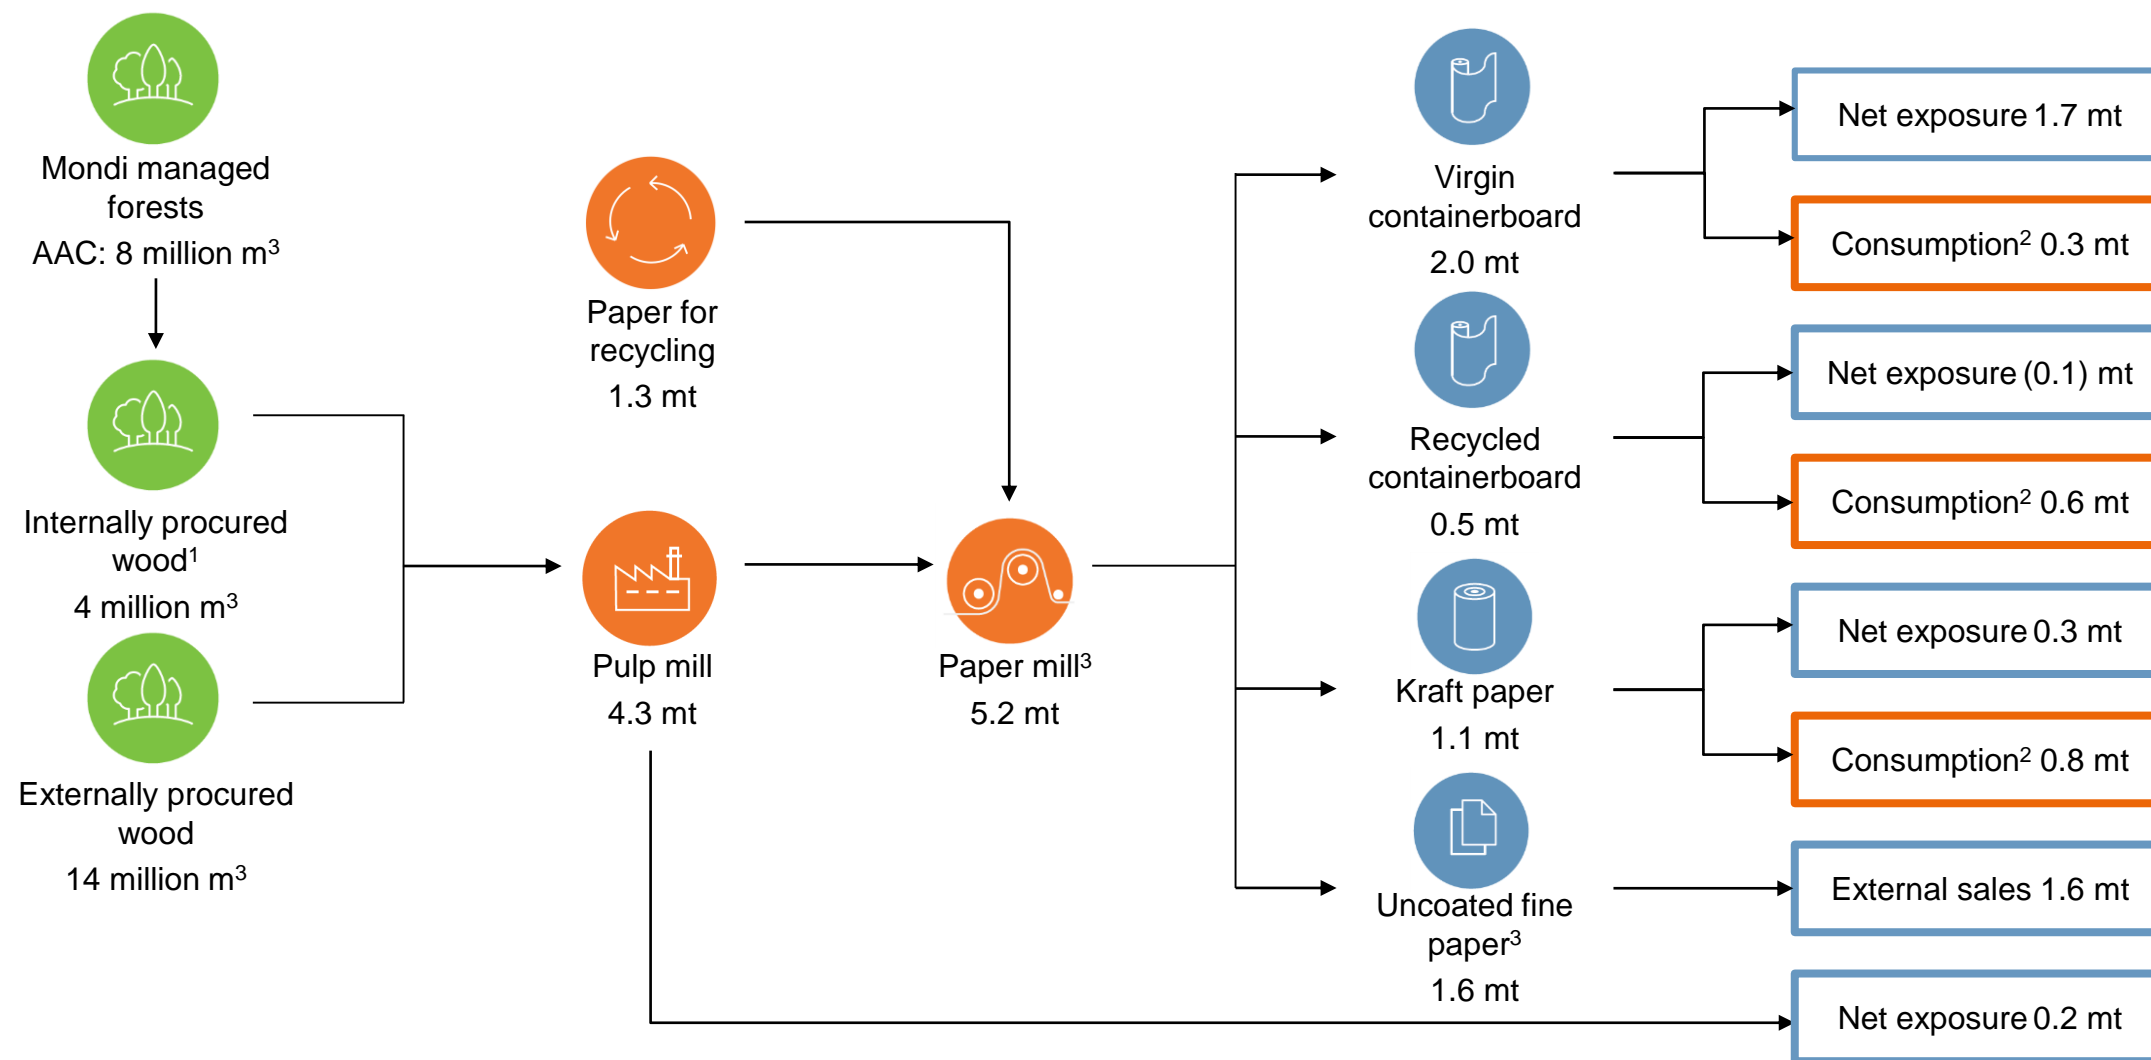 Mondi managed
forests
AAC: 8 million m³
Internally procured
wood¹
4 million m³
Externally procured
wood
14 million m³
Paper for
recycling
1.3 mt
Pulp mill
4.3 mt
Paper mill³
5.2 mt
Virgin
containerboard
2.0 mt
Recycled
containerboard
0.5 mt
Kraft paper
1.1 mt
Uncoated fine
paper³
1.6 mt
Net exposure 1.7 mt
Consumption² 0.3 mt
Net exposure (0.1) mt
Consumption² 0.6 mt
Net exposure 0.3 mt
Consumption² 0.8 mt
External sales 1.6 mt
Net exposure 0.2 mt